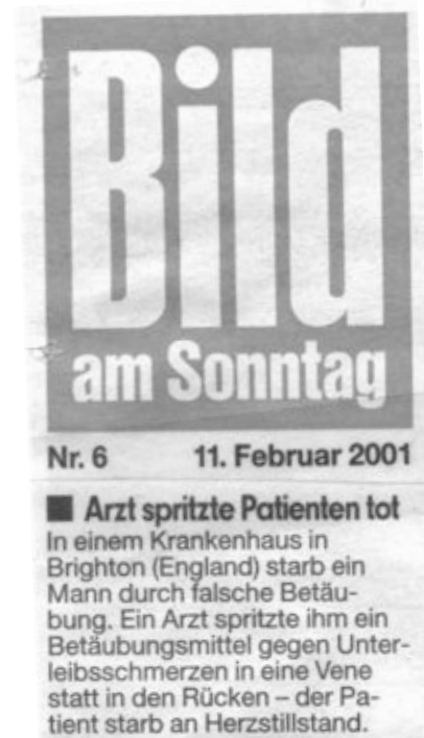 Bild
am Sonntag
Nr. 6 11. Februar 2001
■ Arzt spritzte Patienten tot
In einem Krankenhaus in
Brighton (England) starb ein
Mann durch falsche Betäu-
bung. Ein Arzt spritzte ihm ein
Betäubungsmittel gegen Unter-
leibsschmerzen in eine Vene
statt in den Rücken – der Pa-
tient starb an Herzstillstand.